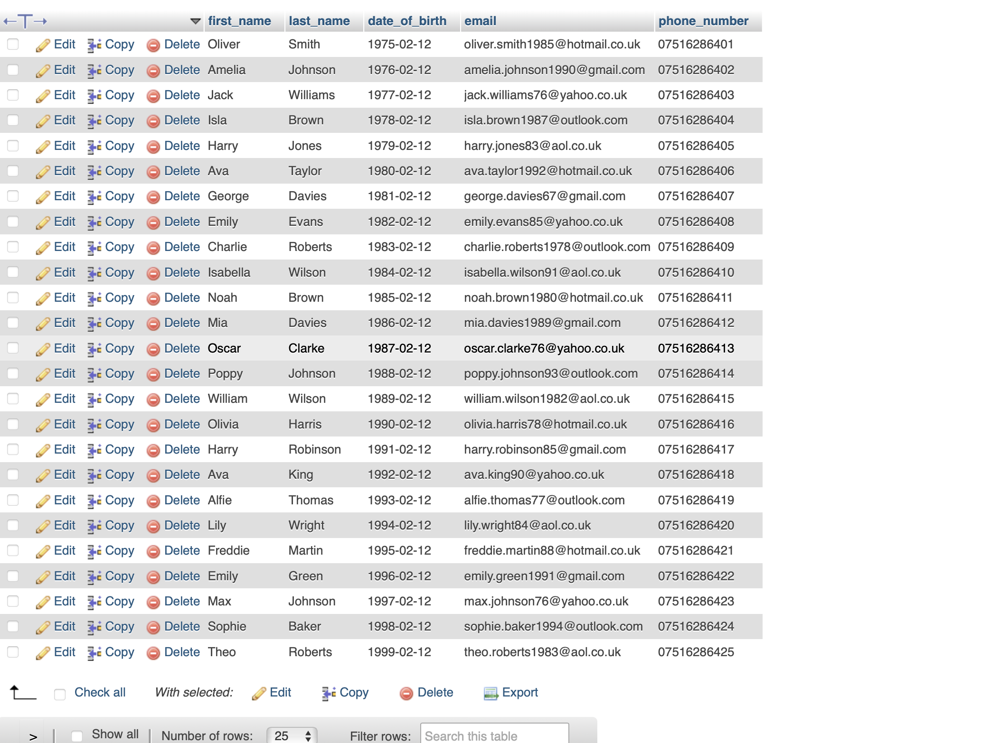 first_name last_name date_of_birth email phone_number
Edit Copy Delete Oliver Smith 1975-02-12 oliver.smith1985@hotmail.co.uk 07516286401
Edit Copy Delete Amelia Johnson 1976-02-12 amelia.johnson1990@gmail.com 07516286402
Edit Copy Delete Jack Williams 1977-02-12 jack.williams76@yahoo.co.uk 07516286403
Edit Copy Delete Isla Brown 1978-02-12 isla.brown1987@outlook.com 07516286404
Edit Copy Delete Harry Jones 1979-02-12 harry.jones83@aol.co.uk 07516286405
Edit Copy Delete Ava Taylor 1980-02-12 ava.taylor1992@hotmail.co.uk 07516286406
Edit Copy Delete George Davies 1981-02-12 george.davies67@gmail.com 07516286407
Edit Copy Delete Emily Evans 1982-02-12 emily.evans85@yahoo.co.uk 07516286408
Edit Copy Delete Charlie Roberts 1983-02-12 charlie.roberts1978@outlook.com 07516286409
Edit Copy Delete Isabella Wilson 1984-02-12 isabella.wilson91@aol.co.uk 07516286410
Edit Copy Delete Noah Brown 1985-02-12 noah.brown1980@hotmail.co.uk 07516286411
Edit Copy Delete Mia Davies 1986-02-12 mia.davies1989@gmail.com 07516286412
Edit Copy Delete Oscar Clarke 1987-02-12 oscar.clarke76@yahoo.co.uk 07516286413
Edit Copy Delete Poppy Johnson 1988-02-12 poppy.johnson93@outlook.com 07516286414
Edit Copy Delete William Wilson 1989-02-12 william.wilson1982@aol.co.uk 07516286415
Edit Copy Delete Olivia Harris 1990-02-12 olivia.harris78@hotmail.co.uk 07516286416
Edit Copy Delete Harry Robinson 1991-02-12 harry.robinson85@gmail.com 07516286417
Edit Copy Delete Ava King 1992-02-12 ava.king90@yahoo.co.uk 07516286418
Edit Copy Delete Alfie Thomas 1993-02-12 alfie.thomas77@outlook.com 07516286419
Edit Copy Delete Lily Wright 1994-02-12 lily.wright84@aol.co.uk 07516286420
Edit Copy Delete Freddie Martin 1995-02-12 freddie.martin88@hotmail.co.uk 07516286421
Edit Copy Delete Emily Green 1996-02-12 emily.green1991@gmail.com 07516286422
Edit Copy Delete Max Johnson 1997-02-12 max.johnson76@yahoo.co.uk 07516286423
Edit Copy Delete Sophie Baker 1998-02-12 sophie.baker1994@outlook.com 07516286424
Edit Copy Delete Theo Roberts 1999-02-12 theo.roberts1983@aol.co.uk 07516286425
Check all With selected: Edit Copy Delete Export
> Show all Number of rows: 25 Filter rows: Search this table